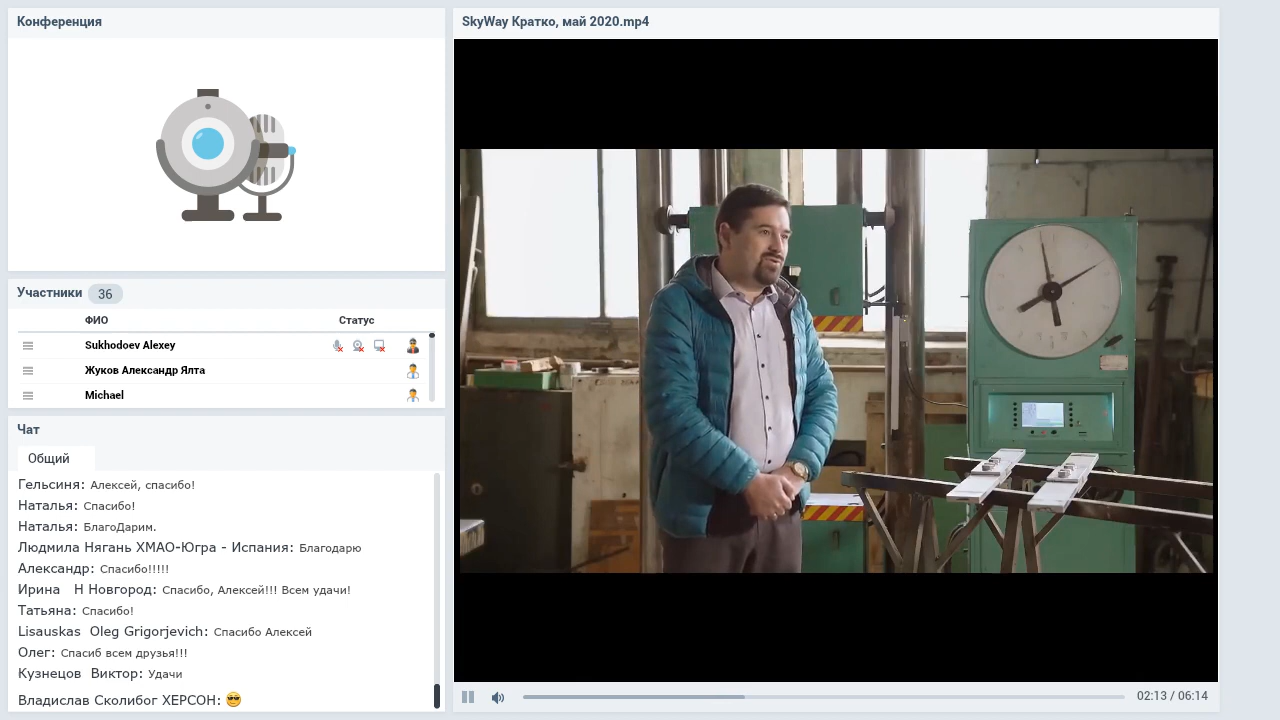 Конференция
SkyWay Кратко, май 2020.mp4
Участники 36
ФИО Статус
Sukhodoev Alexey
Жуков Александр Ялта
Michael
Чат
Общий
Гельсиня: Алексей, спасибо!
Наталья: Спасибо!
Наталья: БлагоДарим.
Людмила Нягань ХМАО-Югра - Испания: Благодарю
Александр: Спасибо!!!!!
Ирина Н Новгород: Спасибо, Алексей!!! Всем удачи!
Татьяна: Спасибо!
Lisauskas Oleg Grigorjevich: Спасибо Алексей
Олег: Спасиб всем друзья!!!
Кузнецов Виктор: Удачи
Владислав Сколибог ХЕРСОН: 😎
02:13 / 06:14